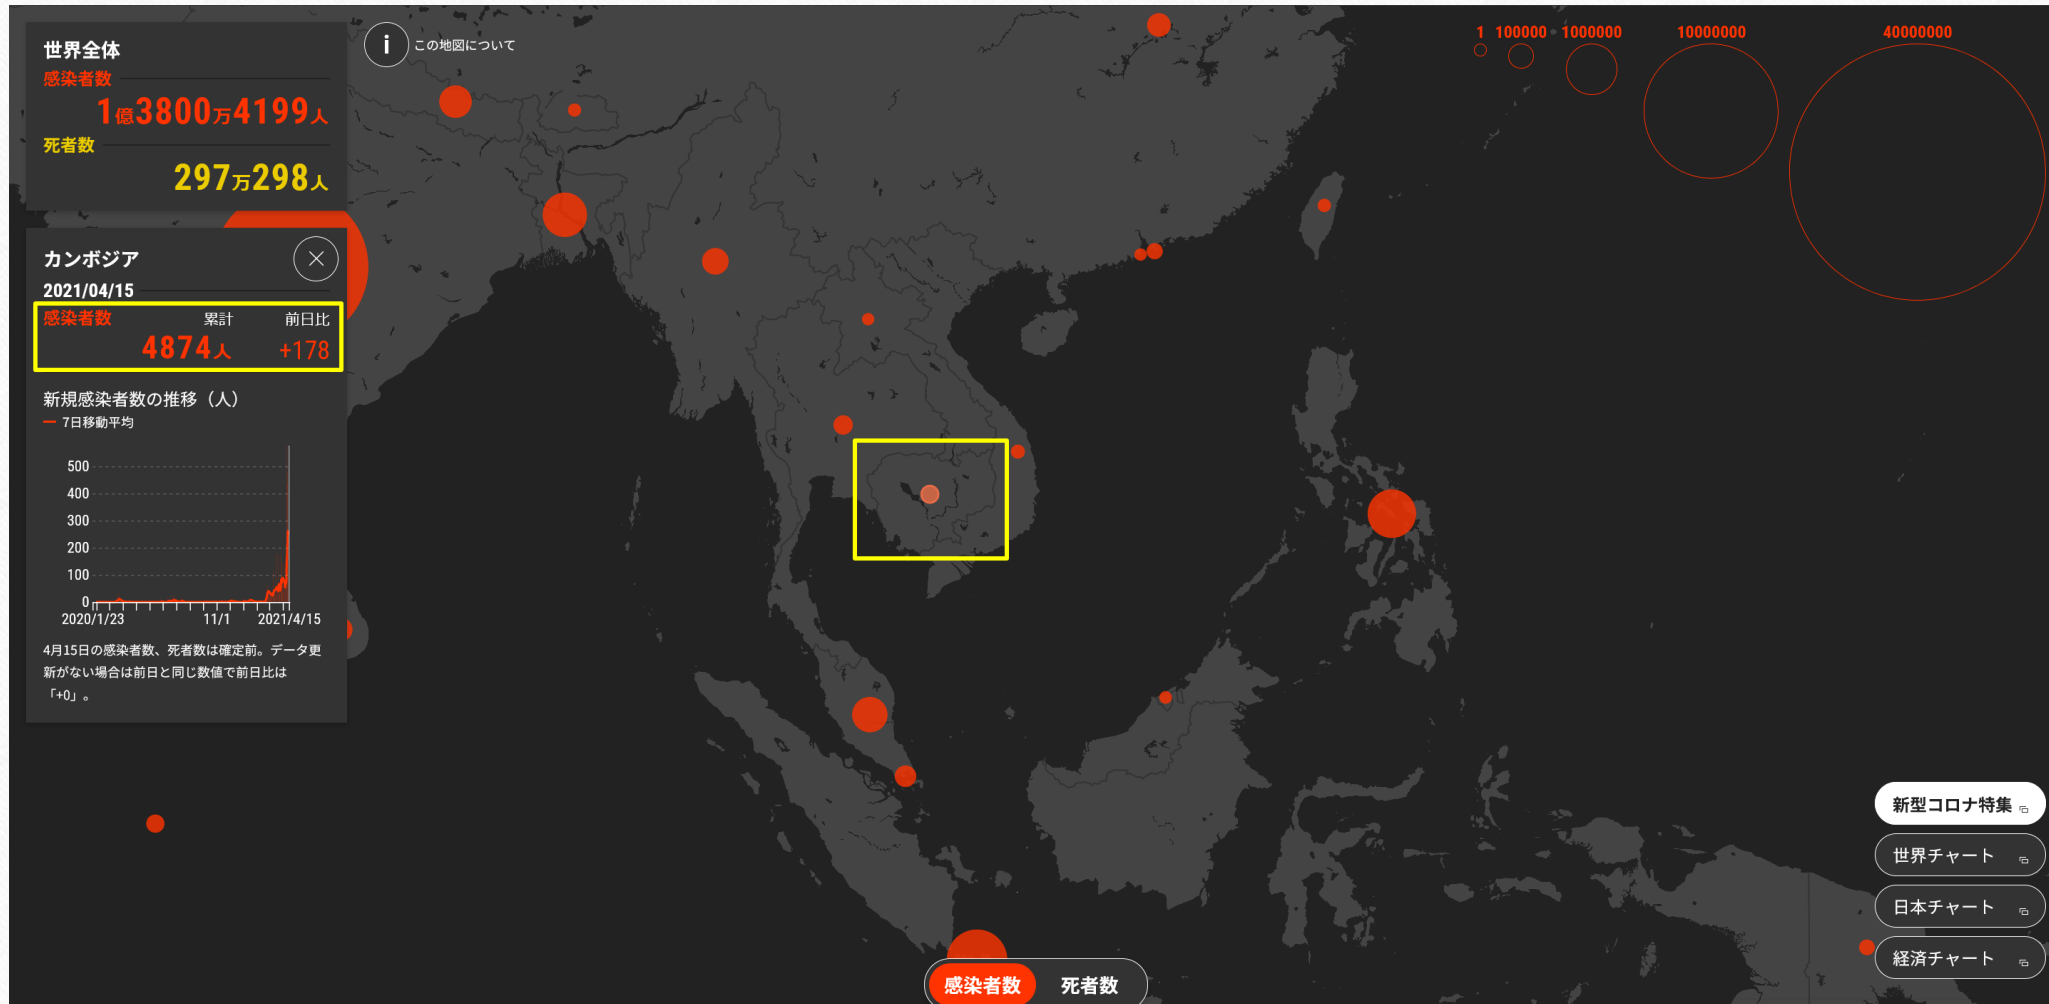 世界全体
感染者数
1億3800万4199人
死者数
297万298人
i この地図について
1 100000 1000000 10000000 40000000
カンボジア
2021/04/15
感染者数 累計 前日比
4874人 +178
新規感染者数の推移（人）
7日移動平均
500
400
300
200
100
0
2020/1/23 11/1 2021/4/15
4月15日の感染者数、死者数は確定前。データ更
新がない場合は前日と同じ数値で前日比は
「+0」。
新型コロナ特集
世界チャート
日本チャート
経済チャート
感染者数 死者数